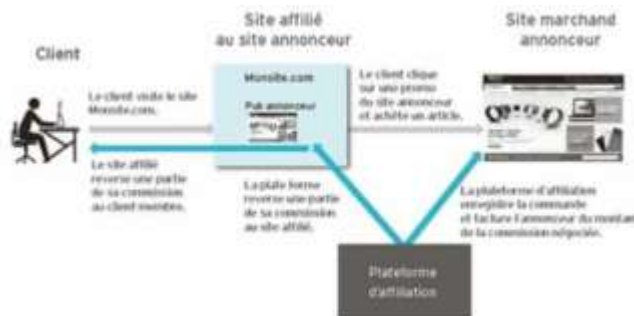 Client
Site affilié
au site annonceur
Site marchand
annonceur
Monsite.com
Pub annonceur
Le client visite le site
Monsite.com.
Le client clique
sur une promo
du site annonceur
et achète un article.
Le site affilié
reverse une partie
de sa commission
au client membre.
La plate forme
reverse une partie
de sa commission
au site affilié.
La plateforme d'affiliation
enregistre la commande
et facture l'annonceur du montan
de la commission négociée.
Plateforme
d'affiliation